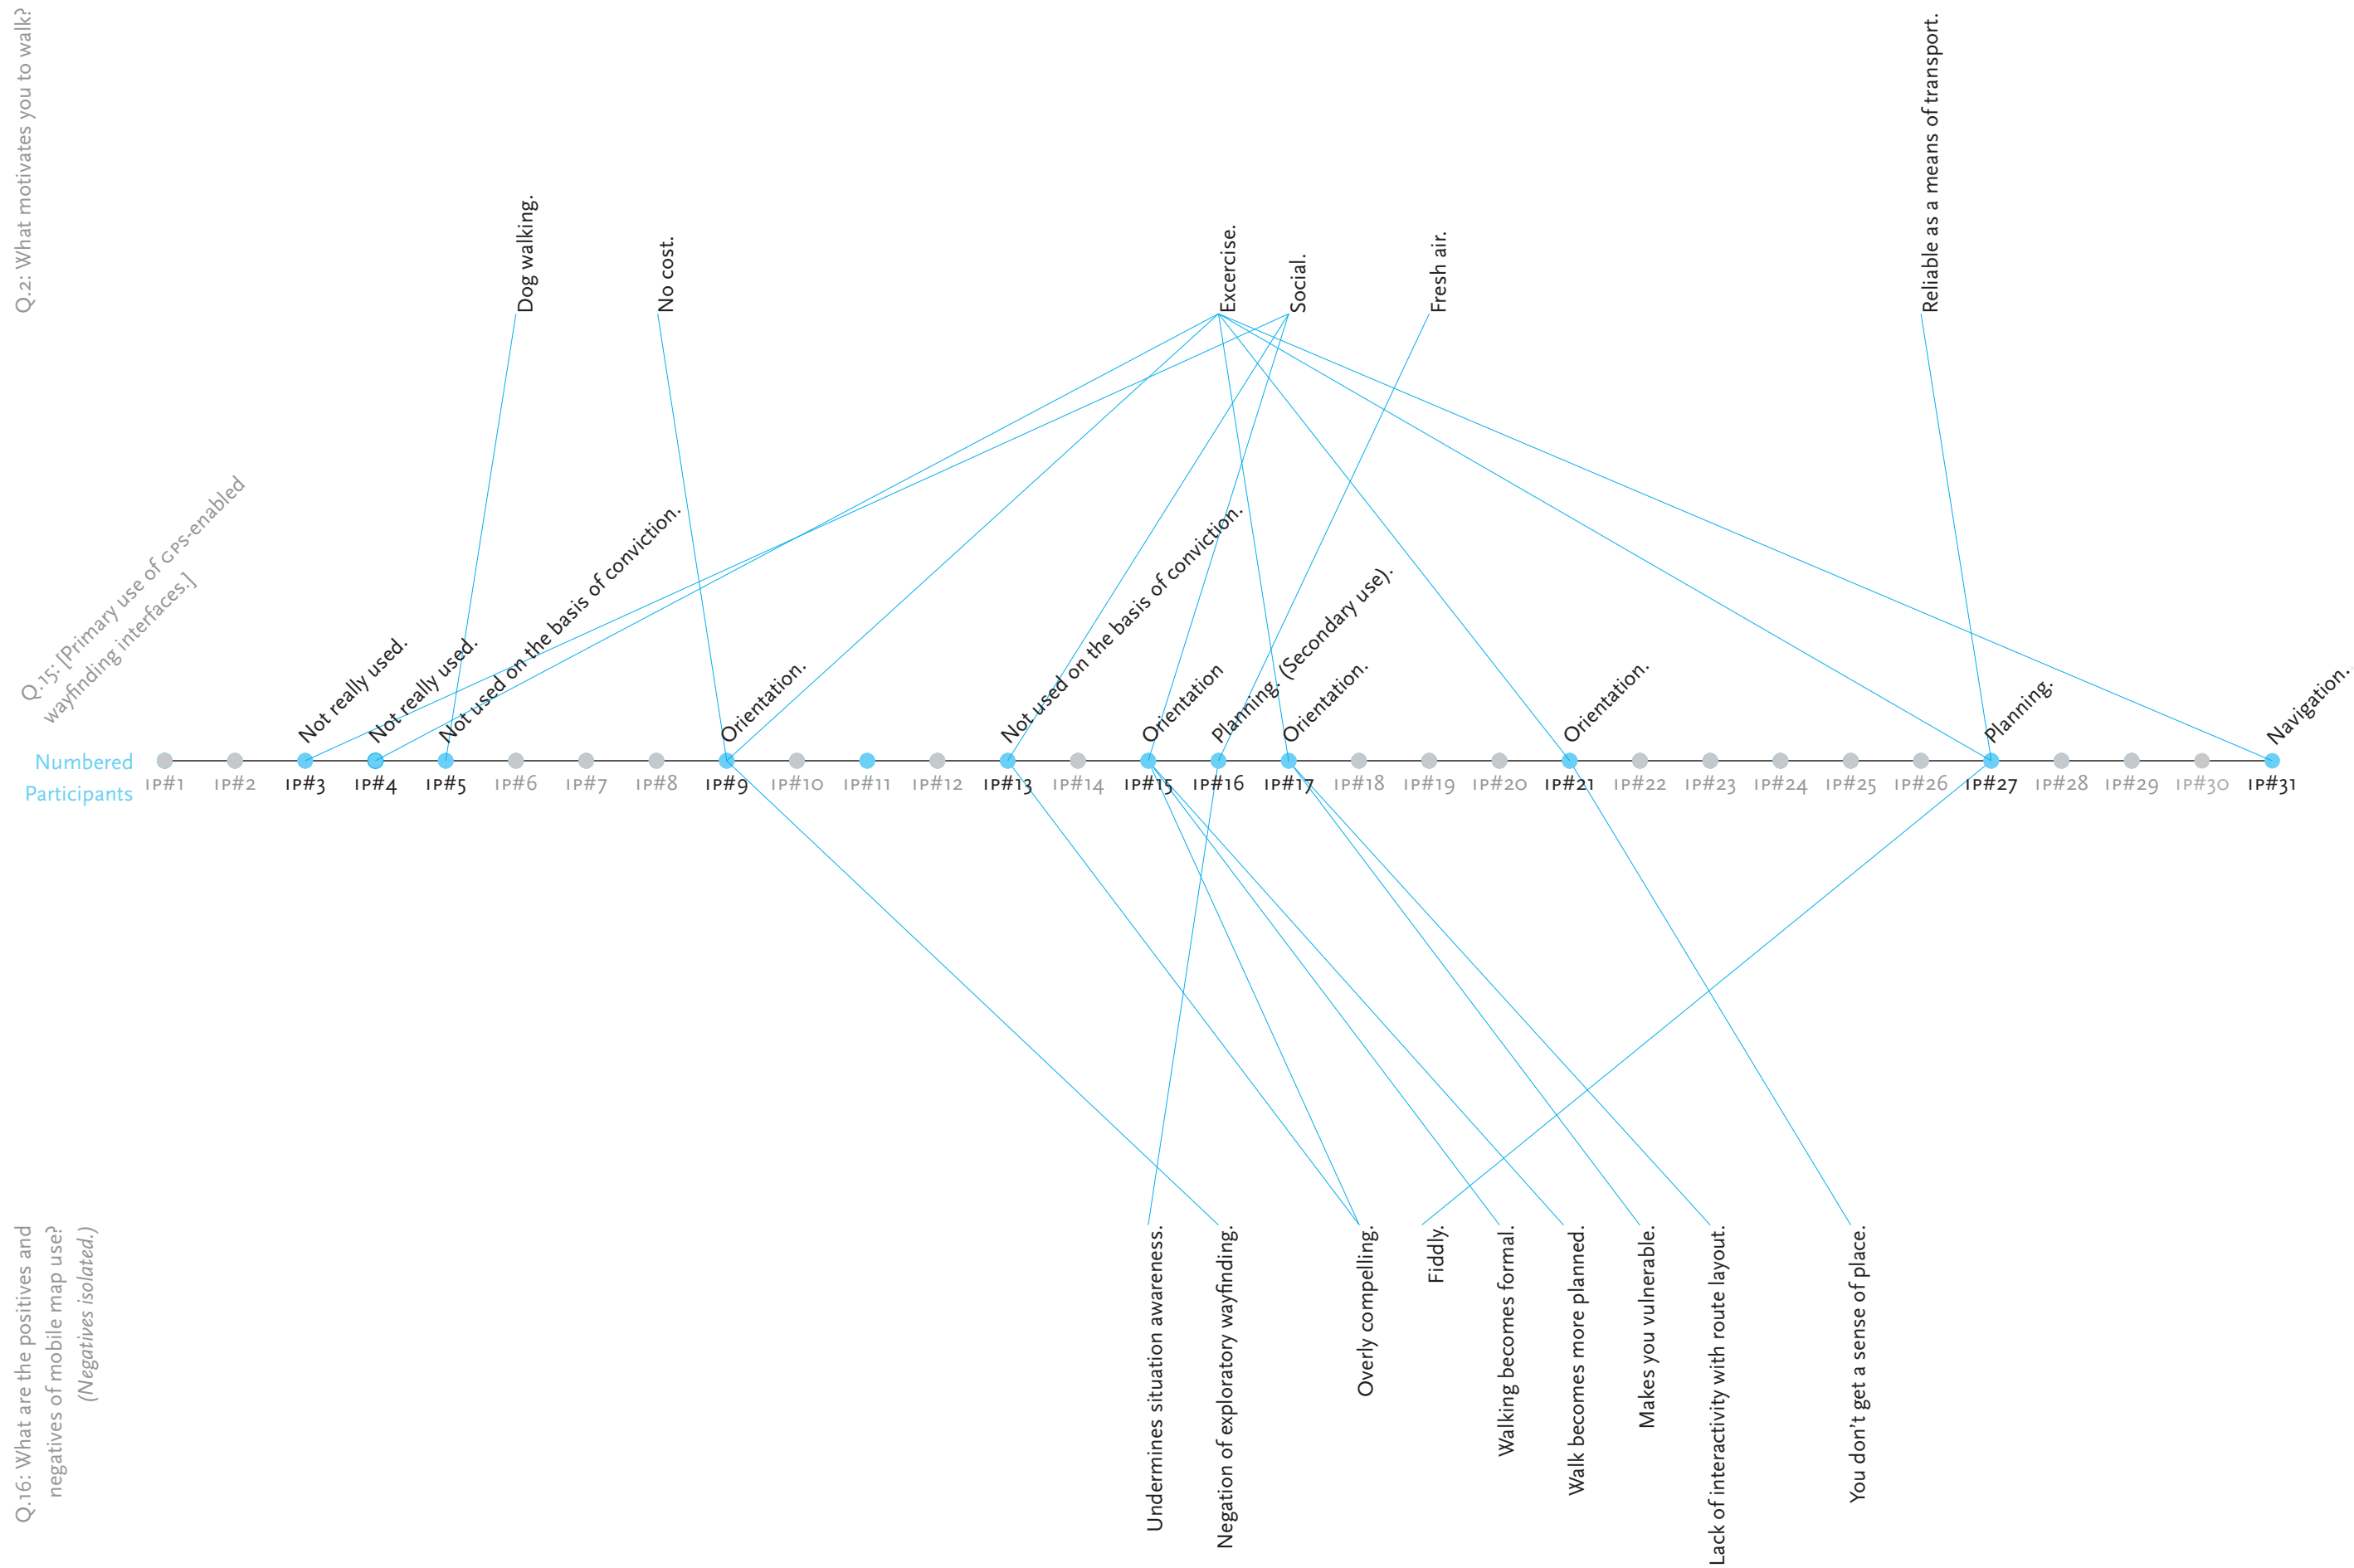 Q.2: What motivates you to walk?
Dog walking.
No cost.
Excercise.
Social.
Fresh air.
Reliable as a means of transport.
Q.15: [Primary use of GPS-enabled
wayfinding interfaces.]
Not really used.
Not really used.
Not used on the basis of conviction.
Orientation.
Not used on the basis of conviction.
Orientation
Planning. (Secondary use).
Orientation.
Orientation.
Planning.
Navigation.
Numbered
Participants
IP#1
IP#2
IP#3
IP#4
IP#5
IP#6
IP#7
IP#8
IP#9
IP#10
IP#11
IP#12
IP#13
IP#14
IP#15
IP#16
IP#17
IP#18
IP#19
IP#20
IP#21
IP#22
IP#23
IP#24
IP#25
IP#26
IP#27
IP#28
IP#29
IP#30
IP#31
Q.16: What are the positives and
negatives of mobile map use?
(Negatives isolated.)
Undermines situation awareness.
Negation of exploratory wayfinding.
Overly compelling.
Fiddly.
Walking becomes formal.
Walk becomes more planned.
Makes you vulnerable.
Lack of interactivity with route layout.
You don't get a sense of place.